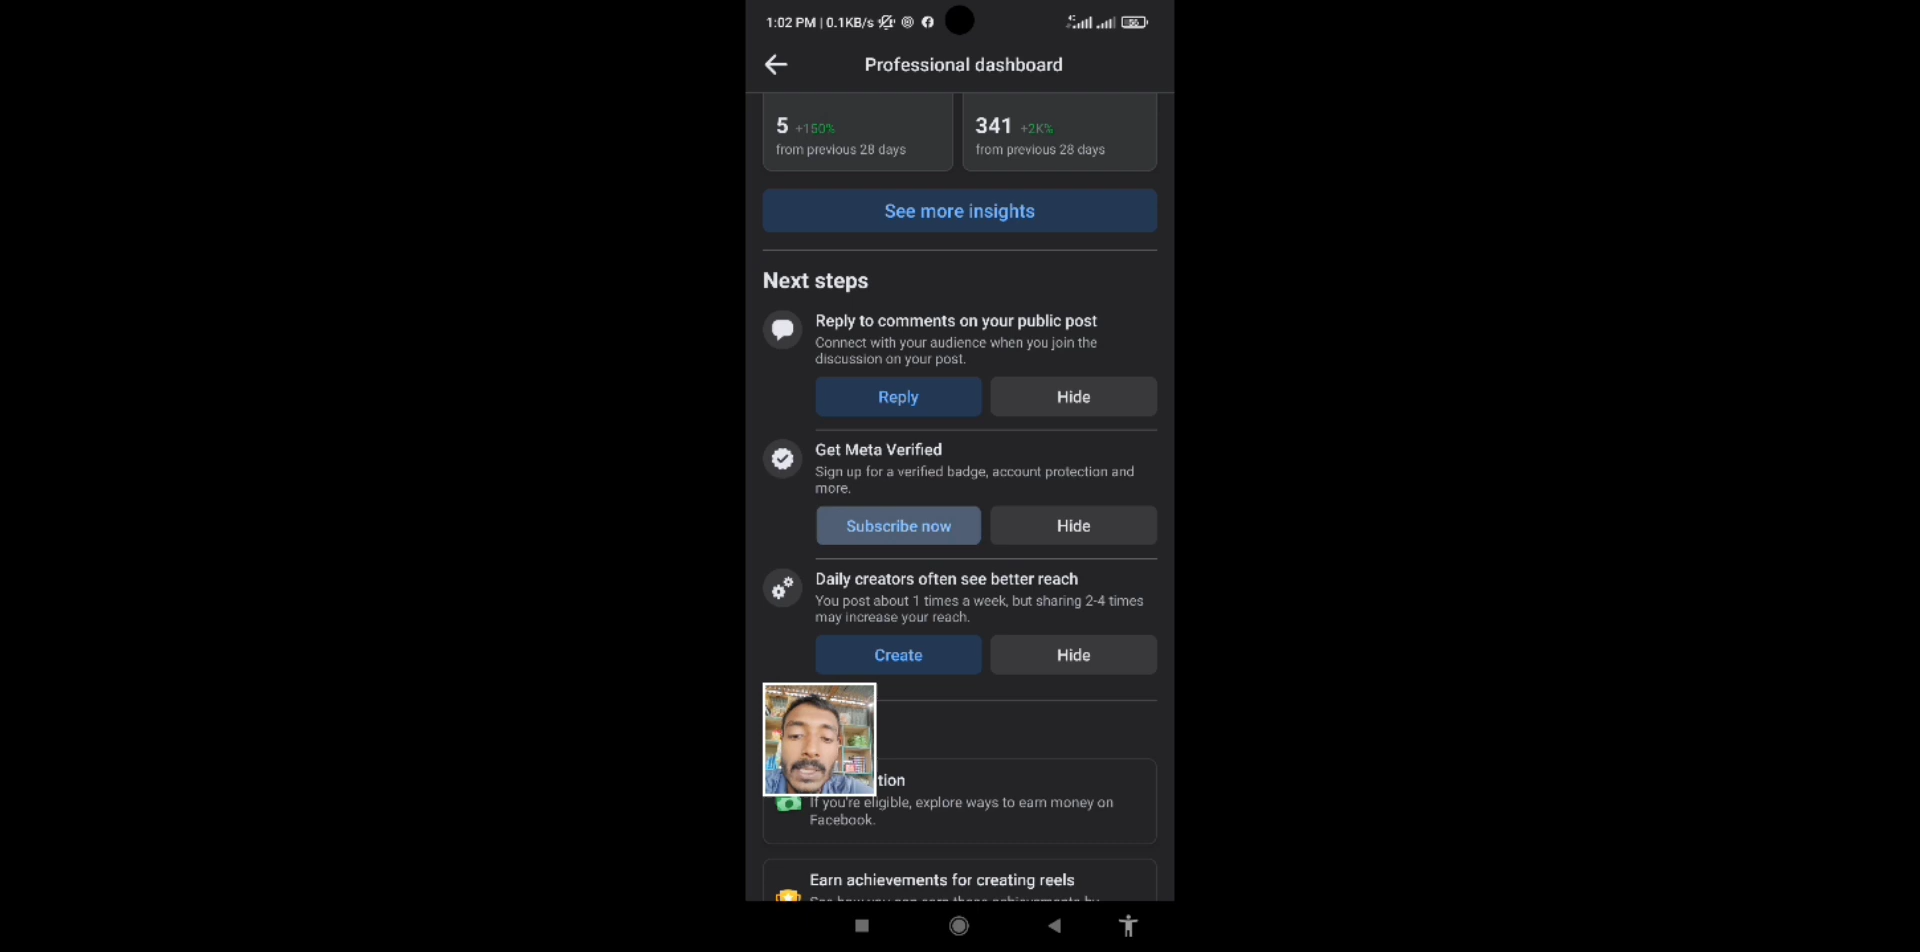 1:02 PM | 0.1KB/s
Professional dashboard
5 +150%
from previous 28 days
341 +2K%
from previous 28 days
See more insights
Next steps
Reply to comments on your public post
Connect with your audience when you join the
discussion on your post.
Reply
Hide
Get Meta Verified
Sign up for a verified badge, account protection and
more.
Subscribe now
Hide
Daily creators often see better reach
You post about 1 times a week, but sharing 2-4 times
may increase your reach.
Create
Hide
tion
If you're eligible, explore ways to earn money on
Facebook.
Earn achievements for creating reels